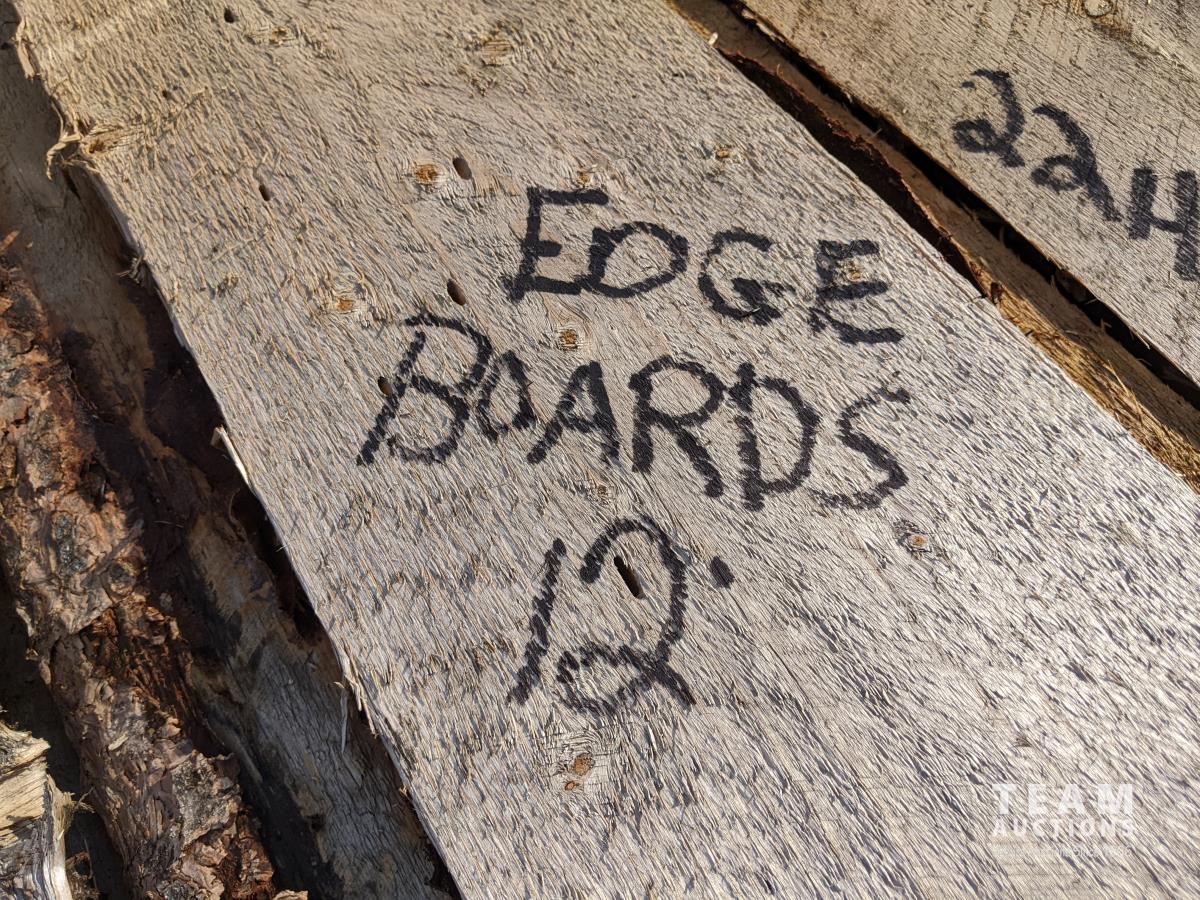 EDGE
BOARDS
12'
224
TEAM
AUCTIONS